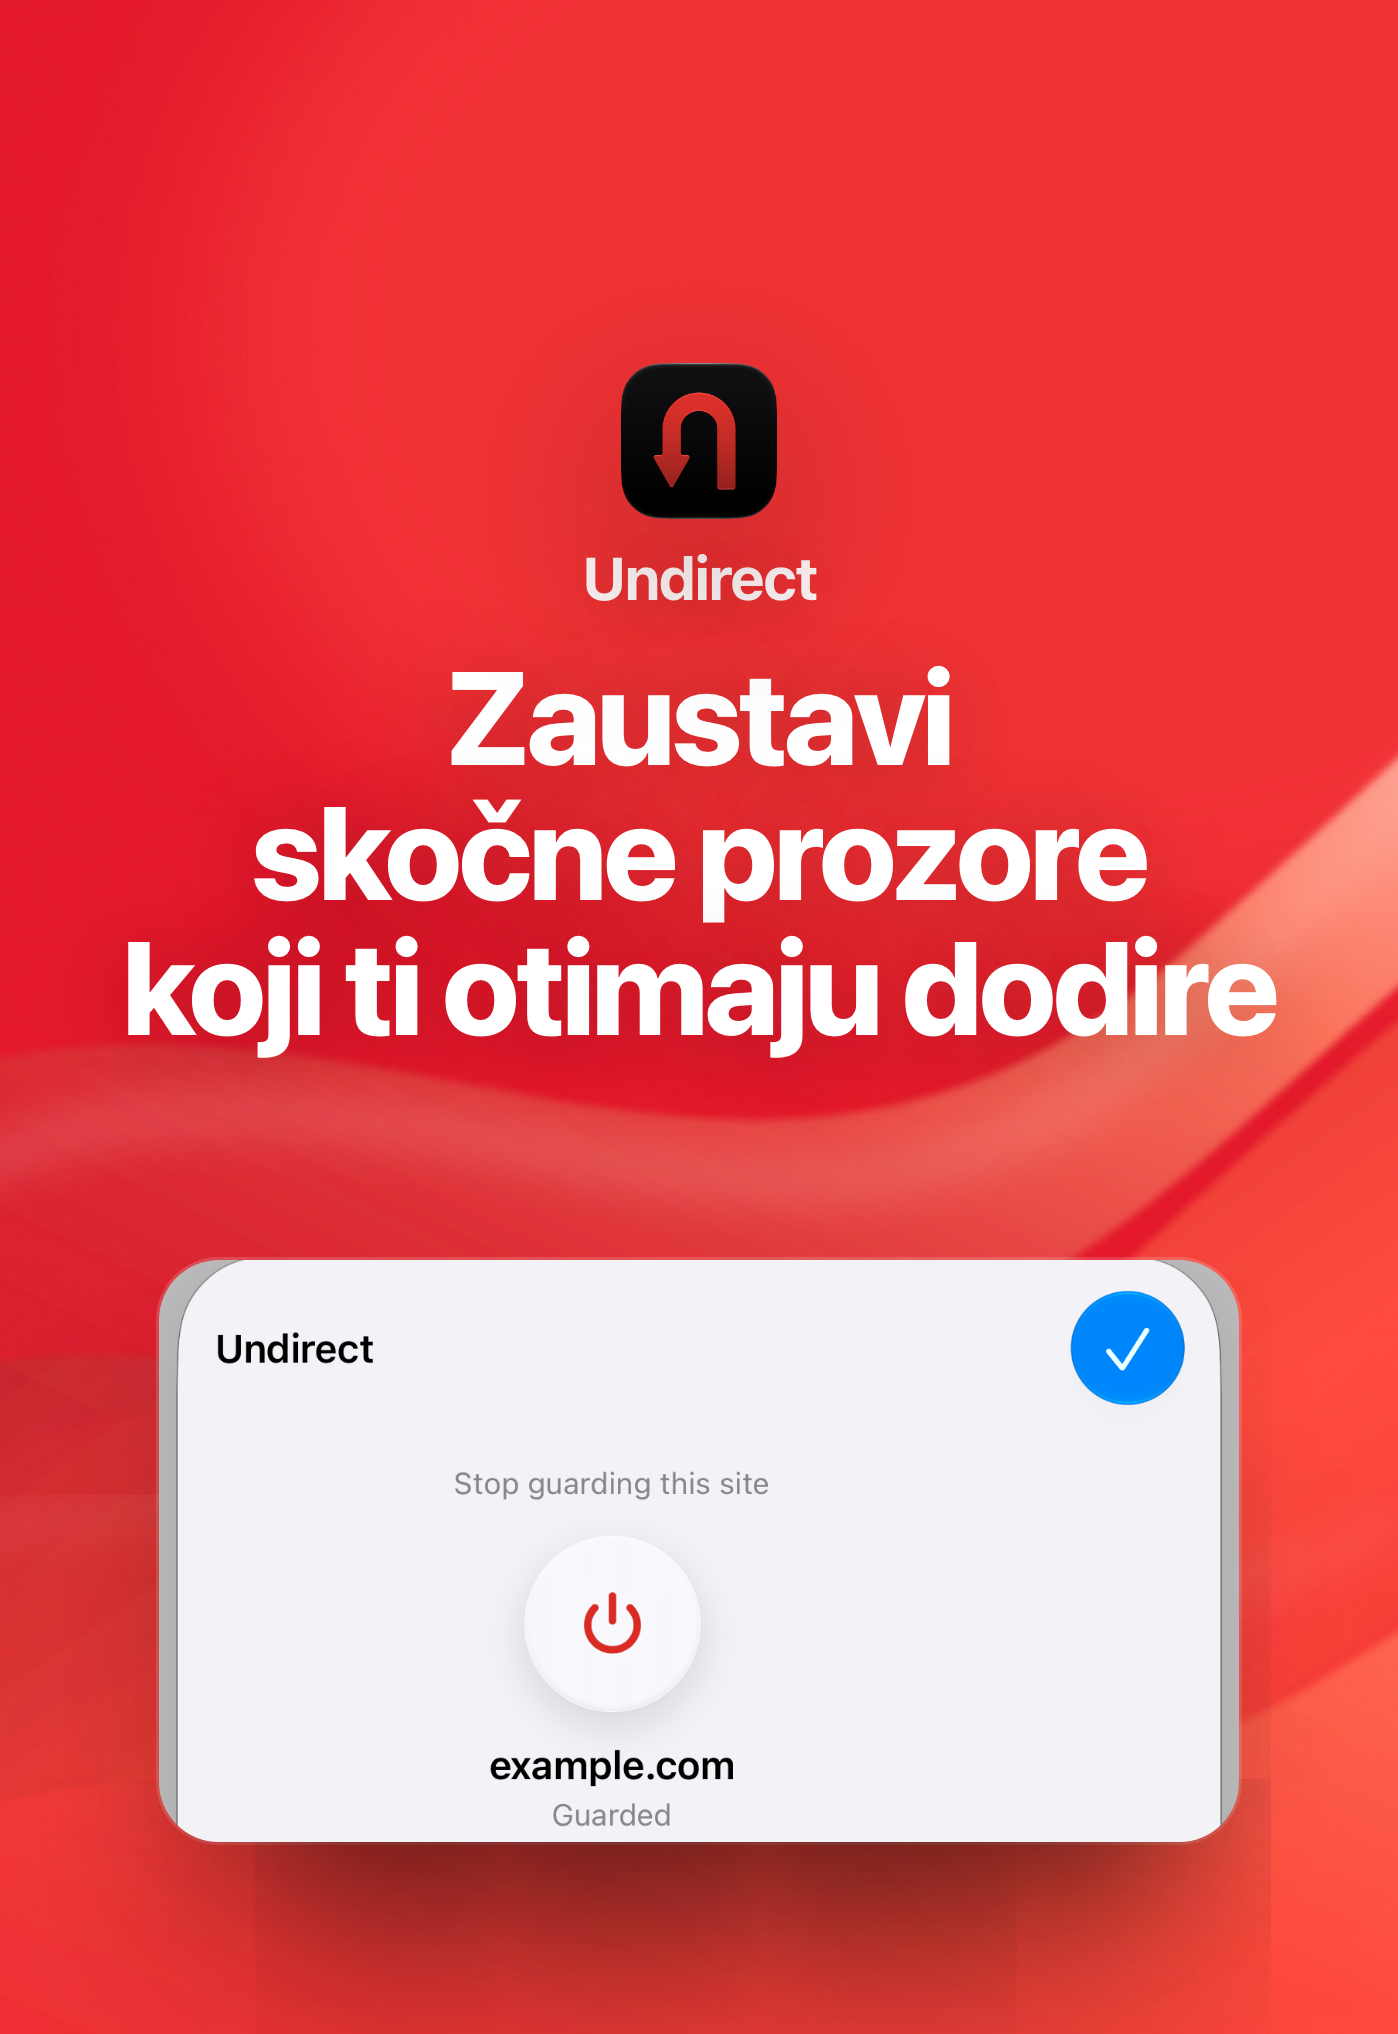 Undirect
Zaustavi
skočne prozore
koji ti otimaju dodire
Undirect
Stop guarding this site
example.com
Guarded